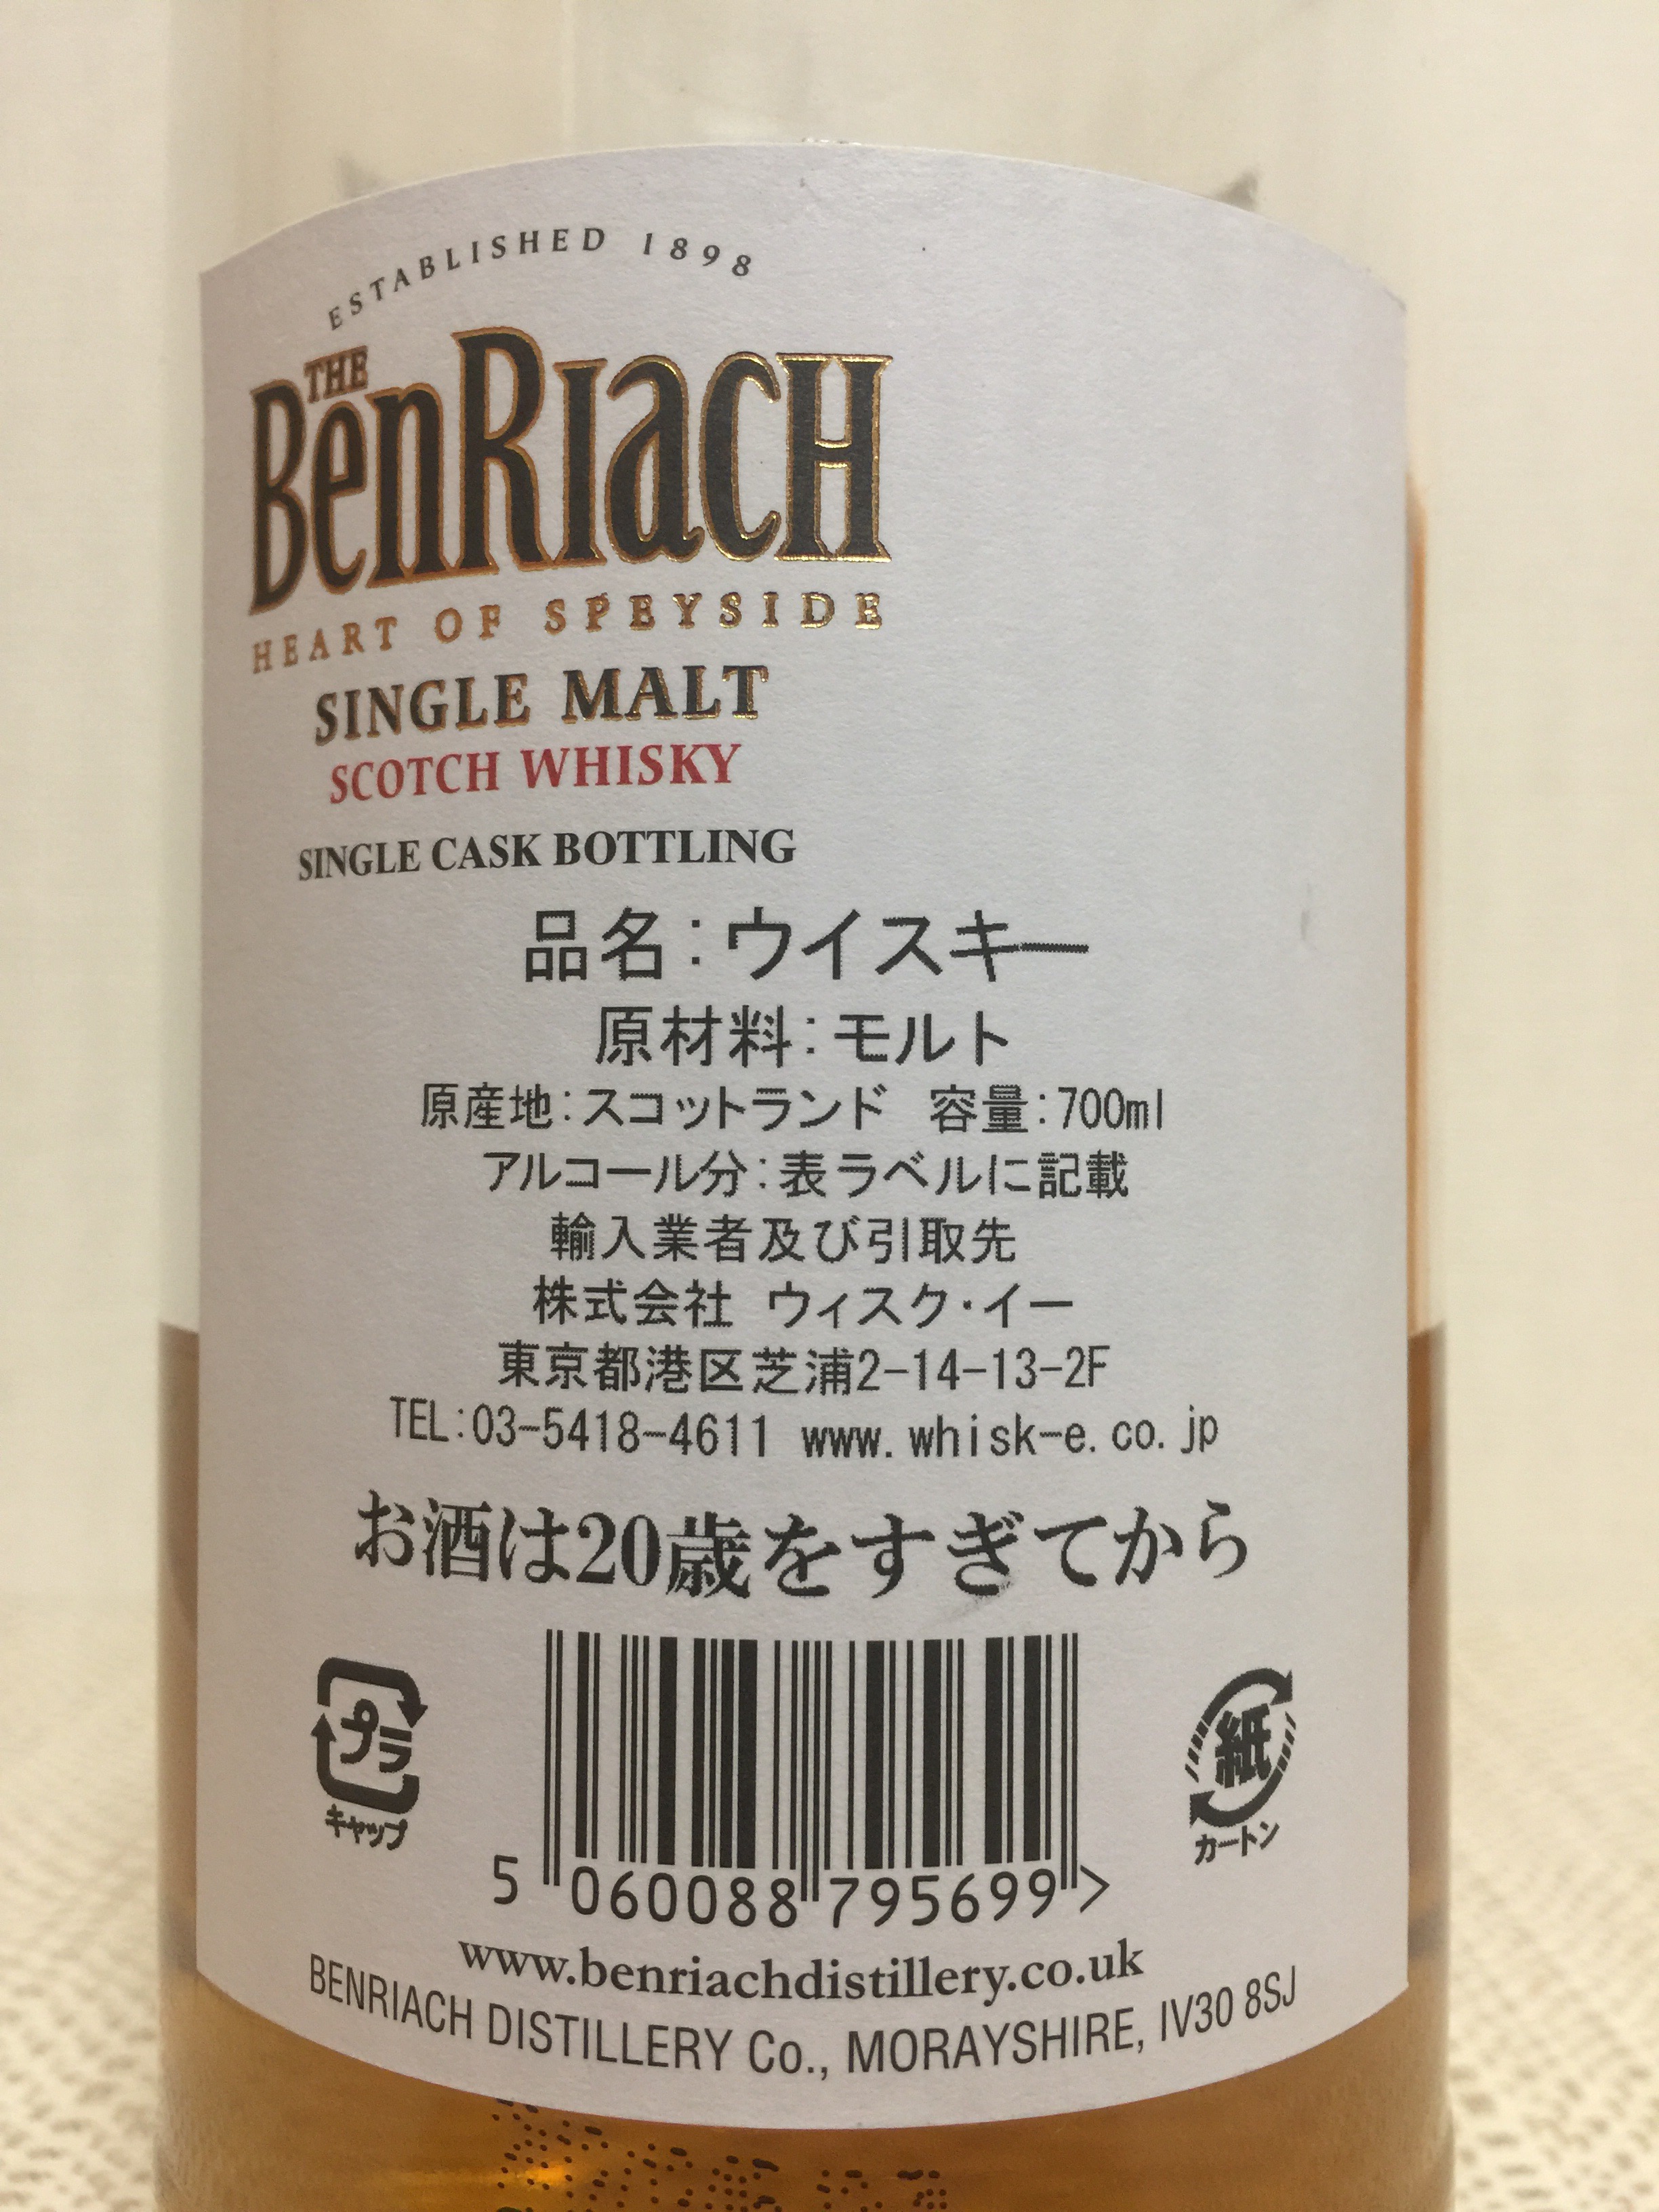 ESTABLISHED 1898
THE
BENRIACH
HEART OF SPEYSIDE
SINGLE MALT
SCOTCH WHISKY
SINGLE CASK BOTTLING
品名：ウイスキー
原材料：モルト
原産地：スコットランド　容量：700ml
アルコール分：表ラベルに記載
輸入業者及び引取先
株式会社 ウィスク・イー
東京都港区芝浦2-14-13-2F
TEL：03-5418-4611 www.whisk-e.co.jp
お酒は20歳をすぎてから
プラ
キャップ
紙
カートン
5 060088 795699 >
www.benriachdistillery.co.uk
BENRIACH DISTILLERY Co., MORAYSHIRE, IV30 8SJ